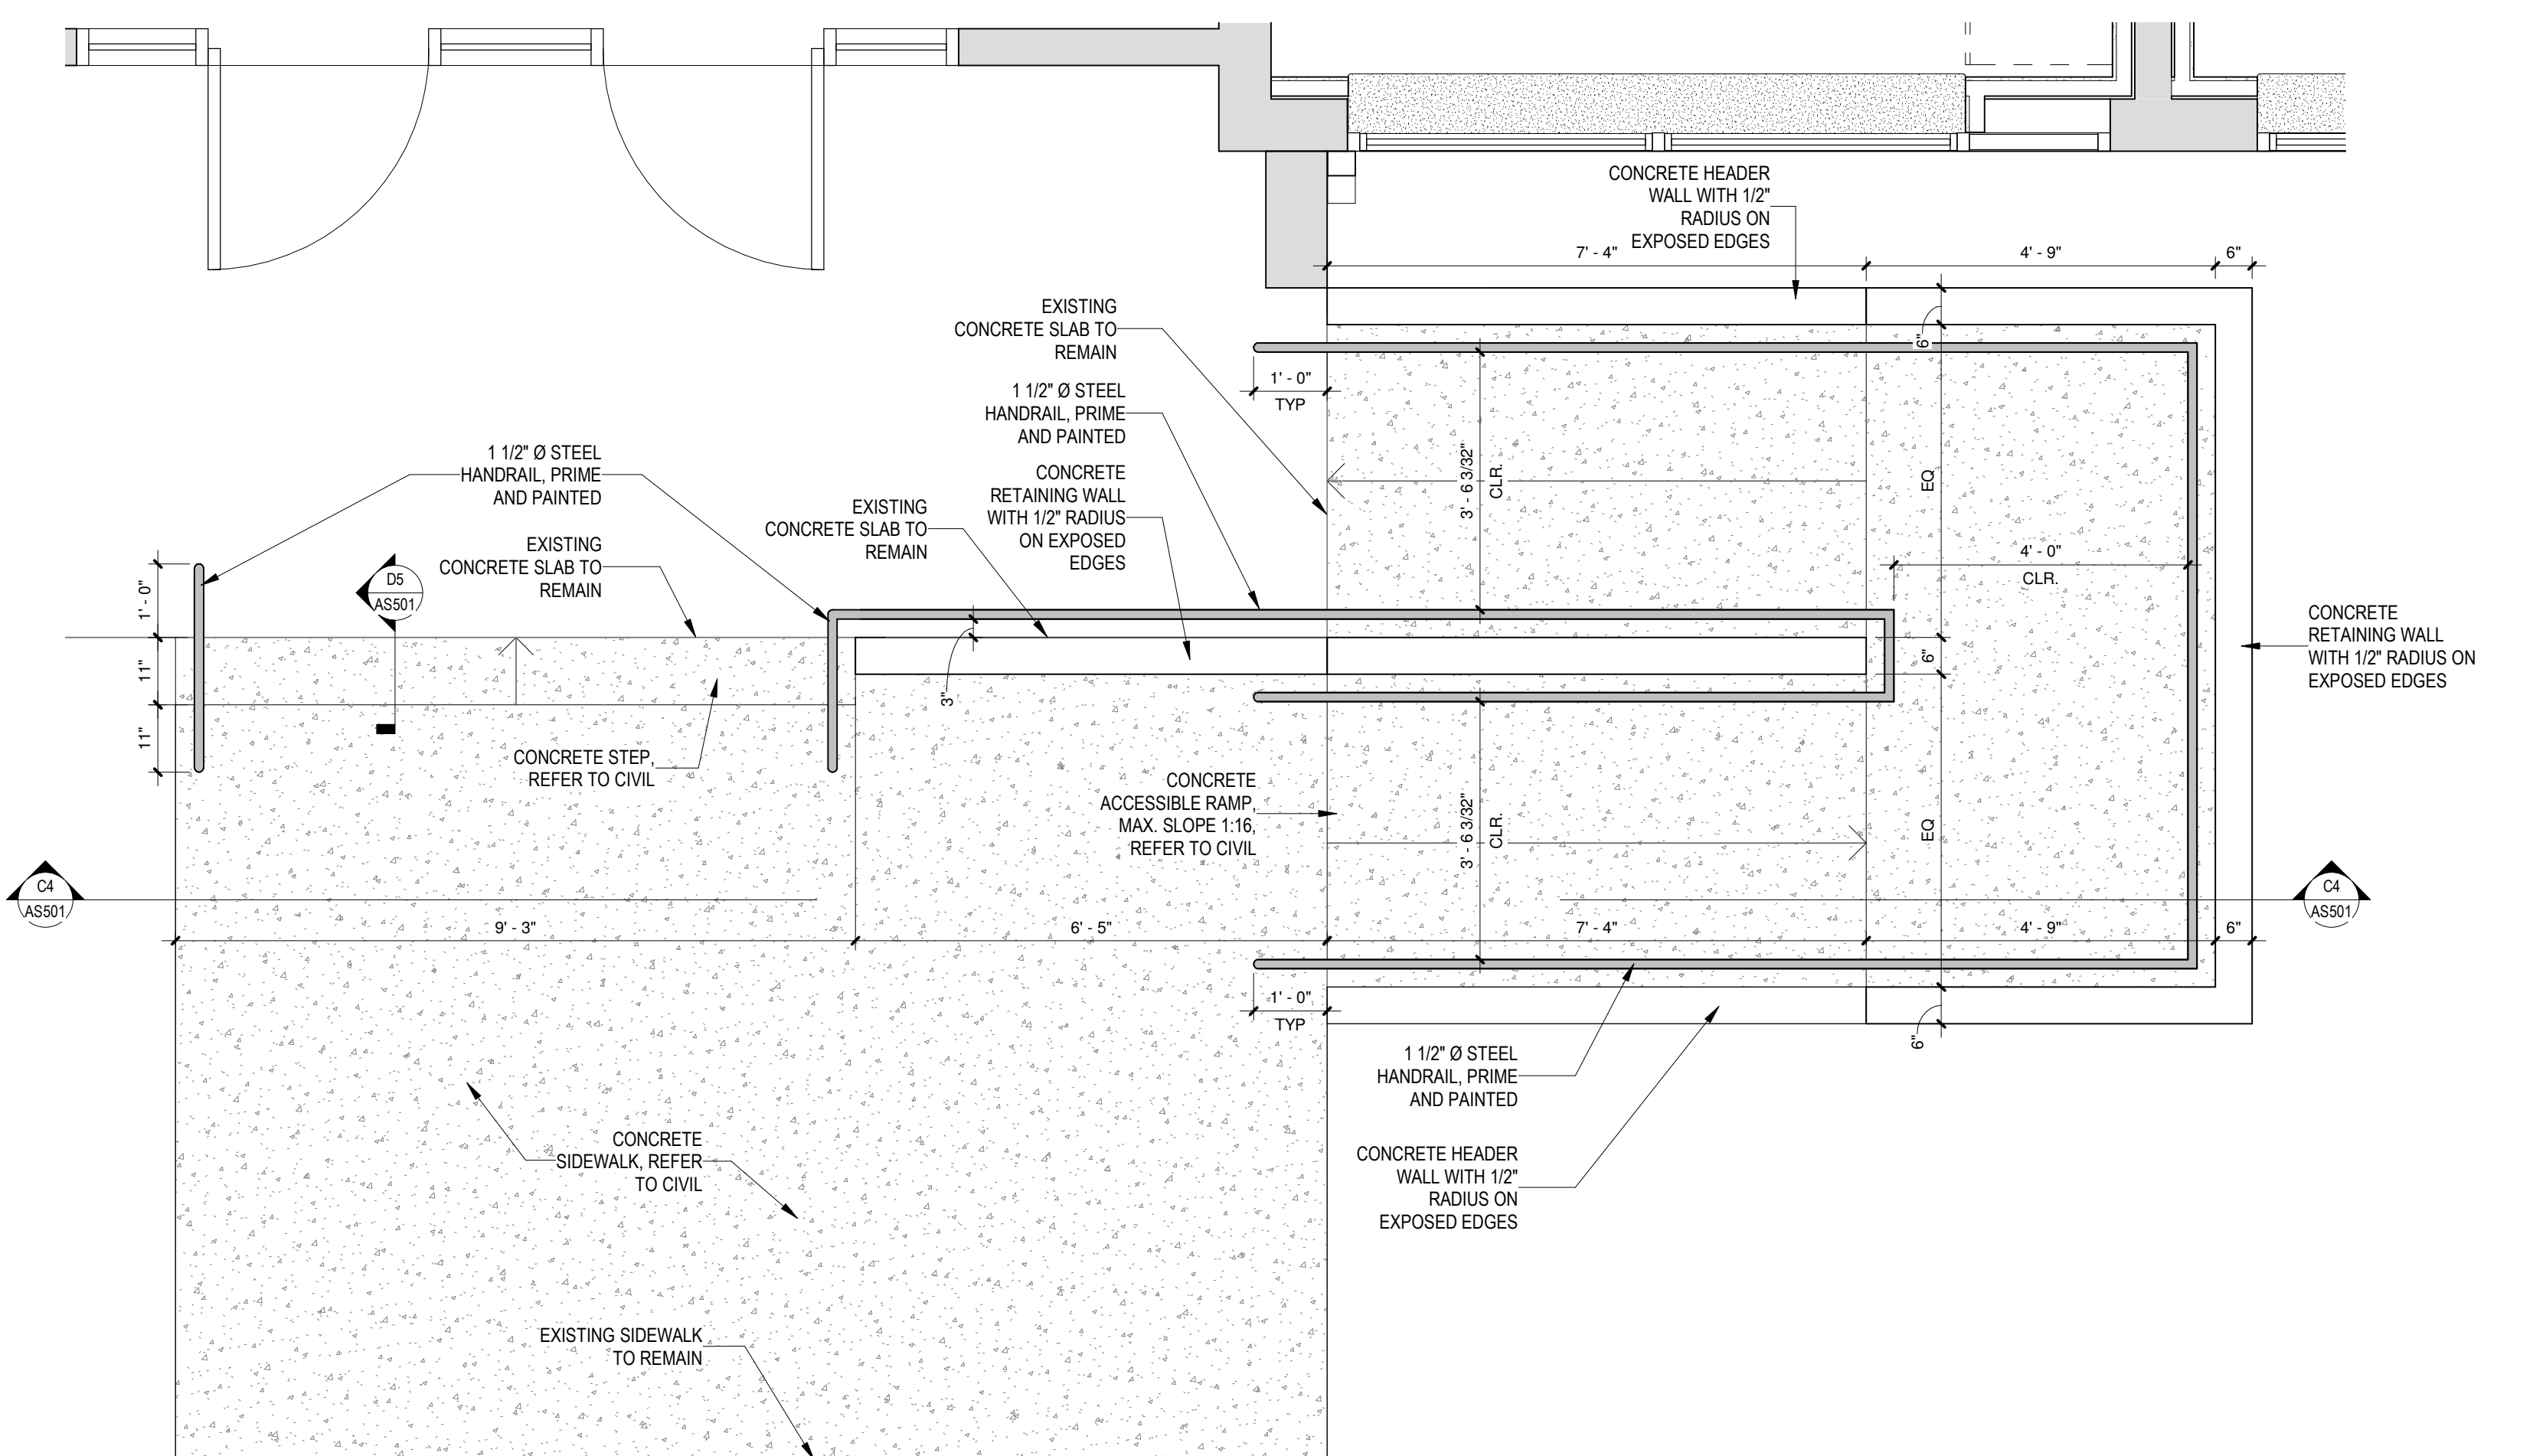 CONCRETE HEADER
WALL WITH 1/2"
RADIUS ON
EXPOSED EDGES
7' - 4"
4' - 9"
6"
EXISTING
CONCRETE SLAB TO
REMAIN
6"
1' - 0"
TYP
1 1/2" Ø STEEL
HANDRAIL, PRIME
AND PAINTED
1 1/2" Ø STEEL
HANDRAIL, PRIME
AND PAINTED
CONCRETE
RETAINING WALL
WITH 1/2" RADIUS
ON EXPOSED
EDGES
3' - 6 3/32"
CLR.
EQ
EXISTING
CONCRETE SLAB TO
REMAIN
EXISTING
CONCRETE SLAB TO
REMAIN
D5
AS501
1' - 0"
11"
11"
4' - 0"
CLR.
CONCRETE
RETAINING WALL
WITH 1/2" RADIUS ON
EXPOSED EDGES
6"
3"
CONCRETE STEP,
REFER TO CIVIL
CONCRETE
ACCESSIBLE RAMP,
MAX. SLOPE 1:16,
REFER TO CIVIL
3' - 6 3/32"
CLR.
EQ
C4
AS501
C4
AS501
9' - 3"
6' - 5"
7' - 4"
4' - 9"
6"
1' - 0"
TYP
6"
1 1/2" Ø STEEL
HANDRAIL, PRIME
AND PAINTED
CONCRETE
SIDEWALK, REFER
TO CIVIL
CONCRETE HEADER
WALL WITH 1/2"
RADIUS ON
EXPOSED EDGES
EXISTING SIDEWALK
TO REMAIN